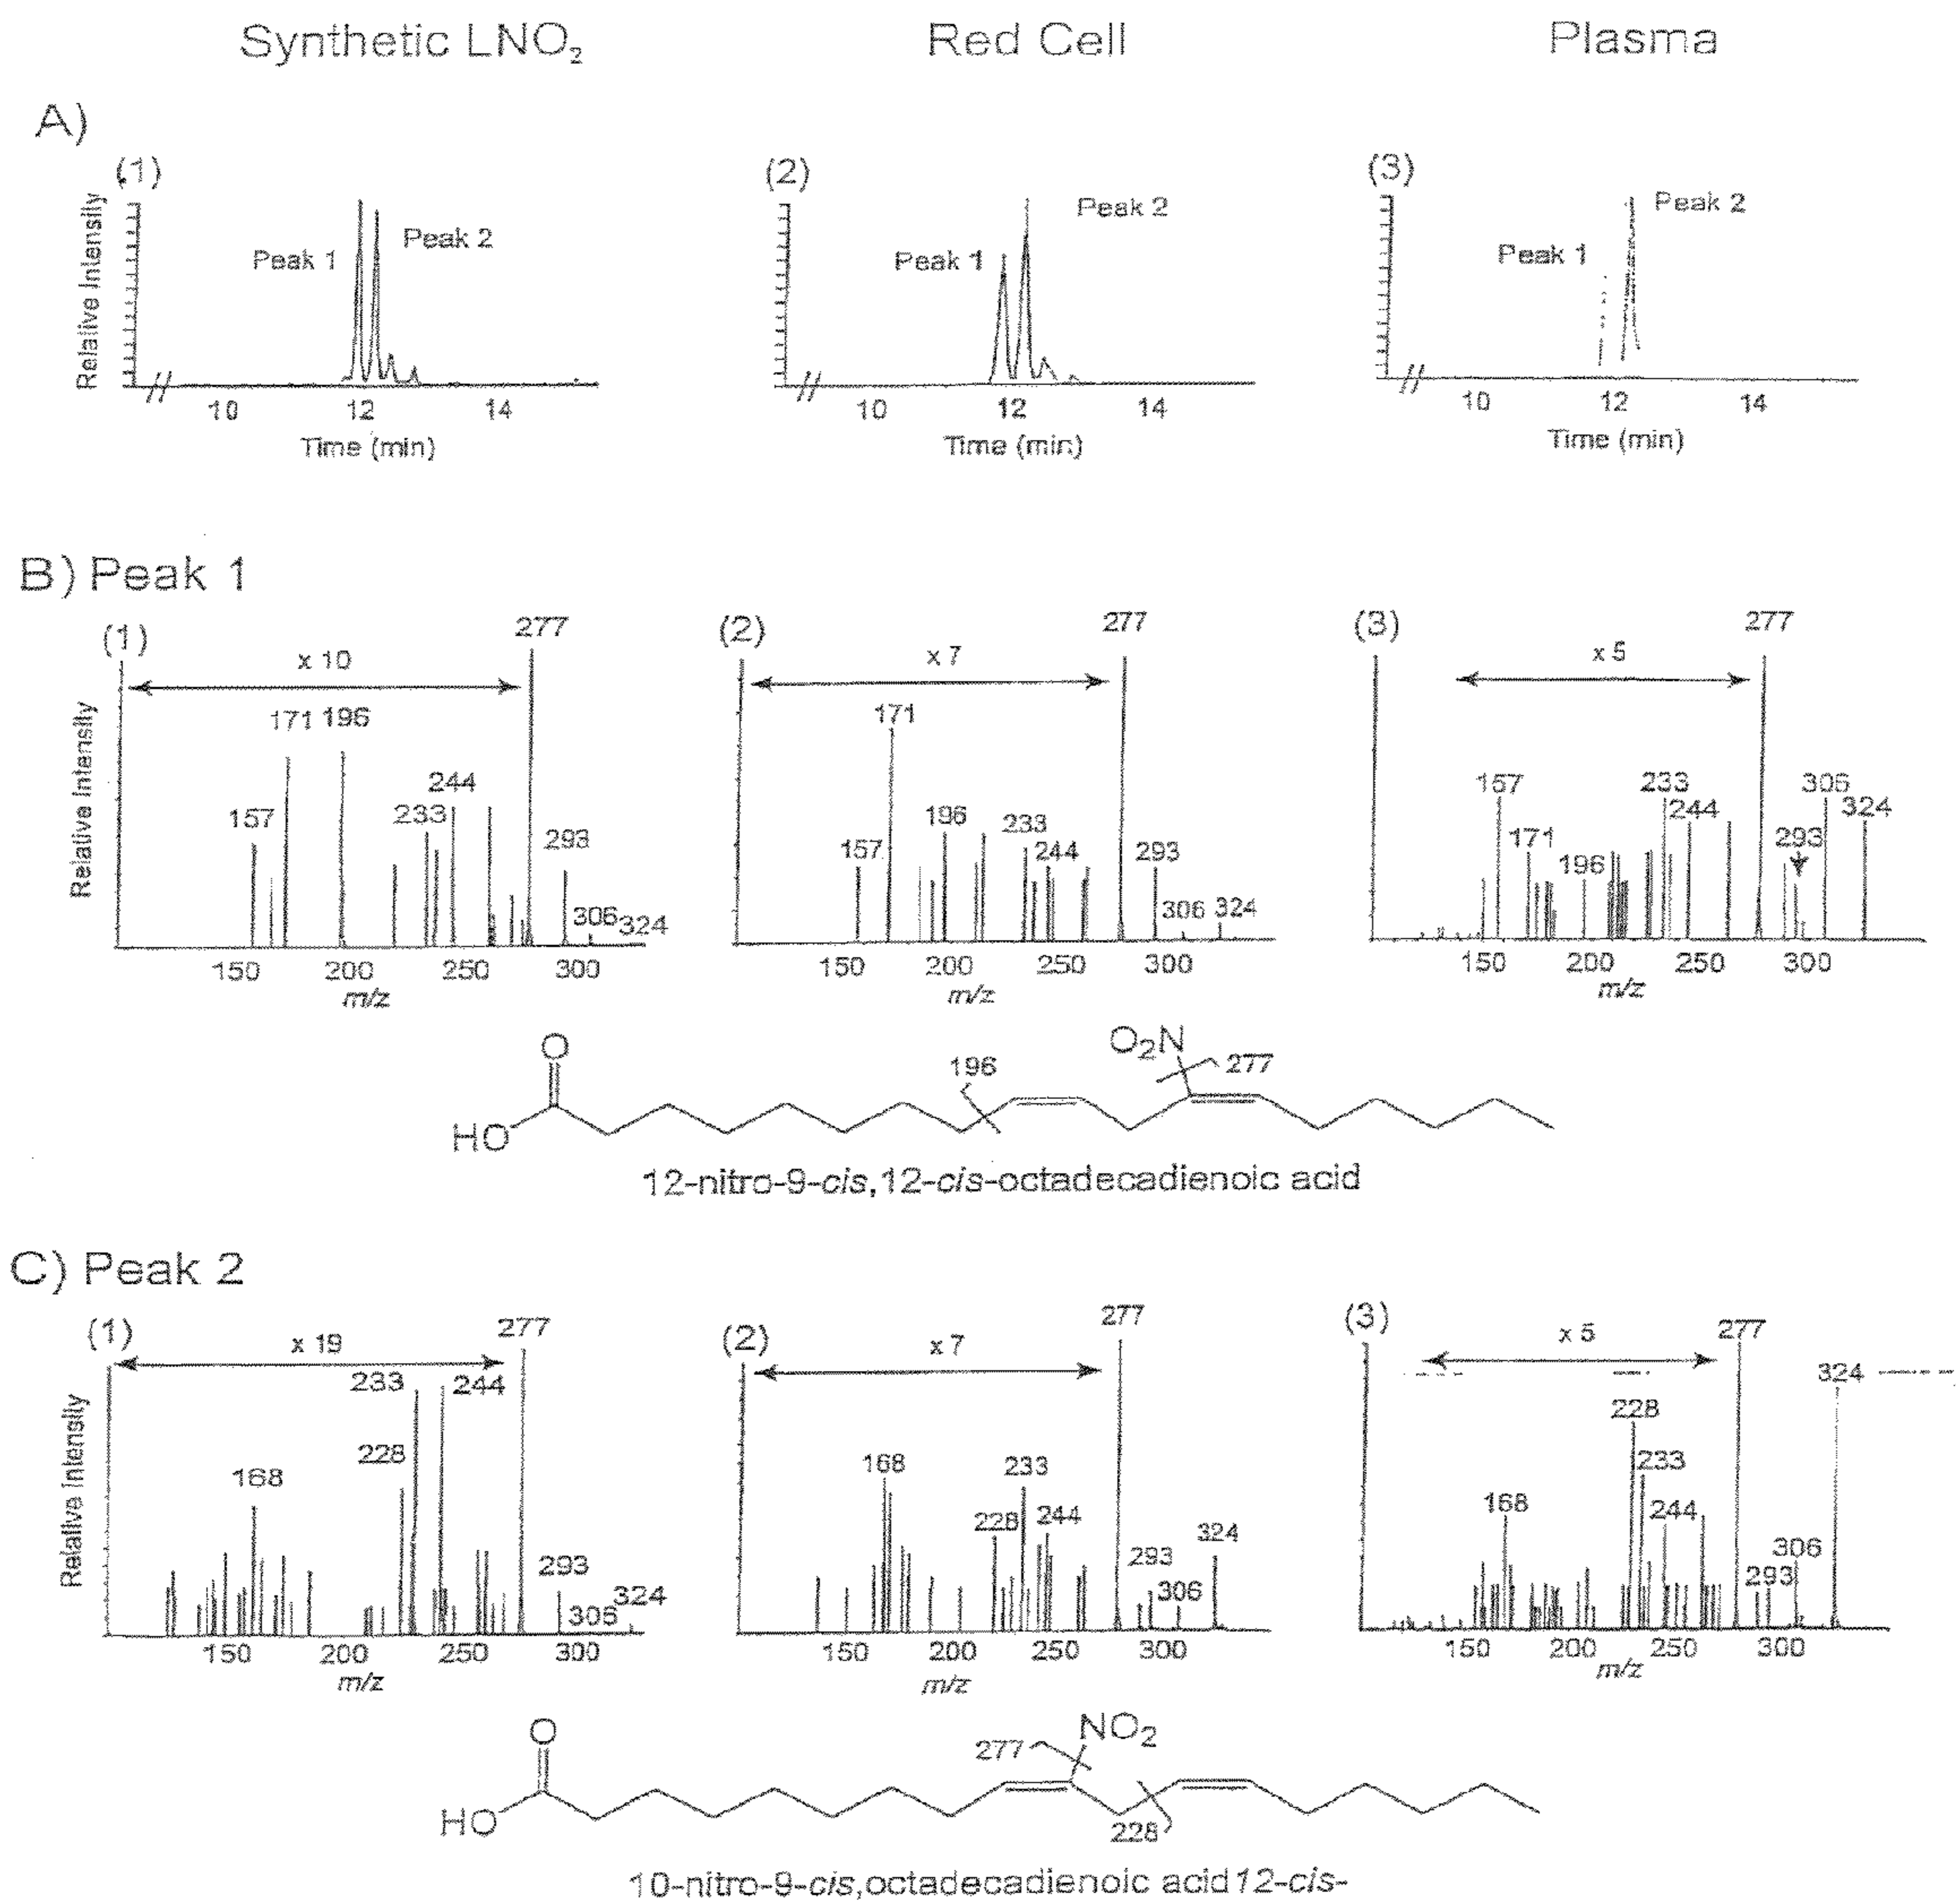 Synthetic LNO₂ Red Cell Plasma
A)
(1) (2) (3)
Relative Intensity
Peak 1 Peak 2
Peak 1 Peak 2
Peak 1 Peak 2
10 12 14 10 12 14 10 12 14
Time (min) Time (min) Time (min)
B) Peak 1
(1) (2) (3)
Relative Intensity
x 10 277
171 196
157 233 244 293 306 324
150 200 250 300
m/z
x 7 277
171
157 196 233 244 293 306 324
150 200 250 300
m/z
x 5 277
157 171 196 233 244 293 306 324
150 200 250 300
m/z
O HO 196 O₂N 277
12-nitro-9-cis,12-cis-octadecadienoic acid
C) Peak 2
(1) (2) (3)
Relative Intensity
x 19 277
168 228 233 244 293 306 324
150 200 250 300
m/z
x 7 277
168 228 233 244 293 306 324
150 200 250 300
m/z
x 5 277
168 228 233 244 293 306 324
150 200 250 300
m/z
O HO 277 NO₂ 228
10-nitro-9-cis,octadecadienoic acid12-cis-